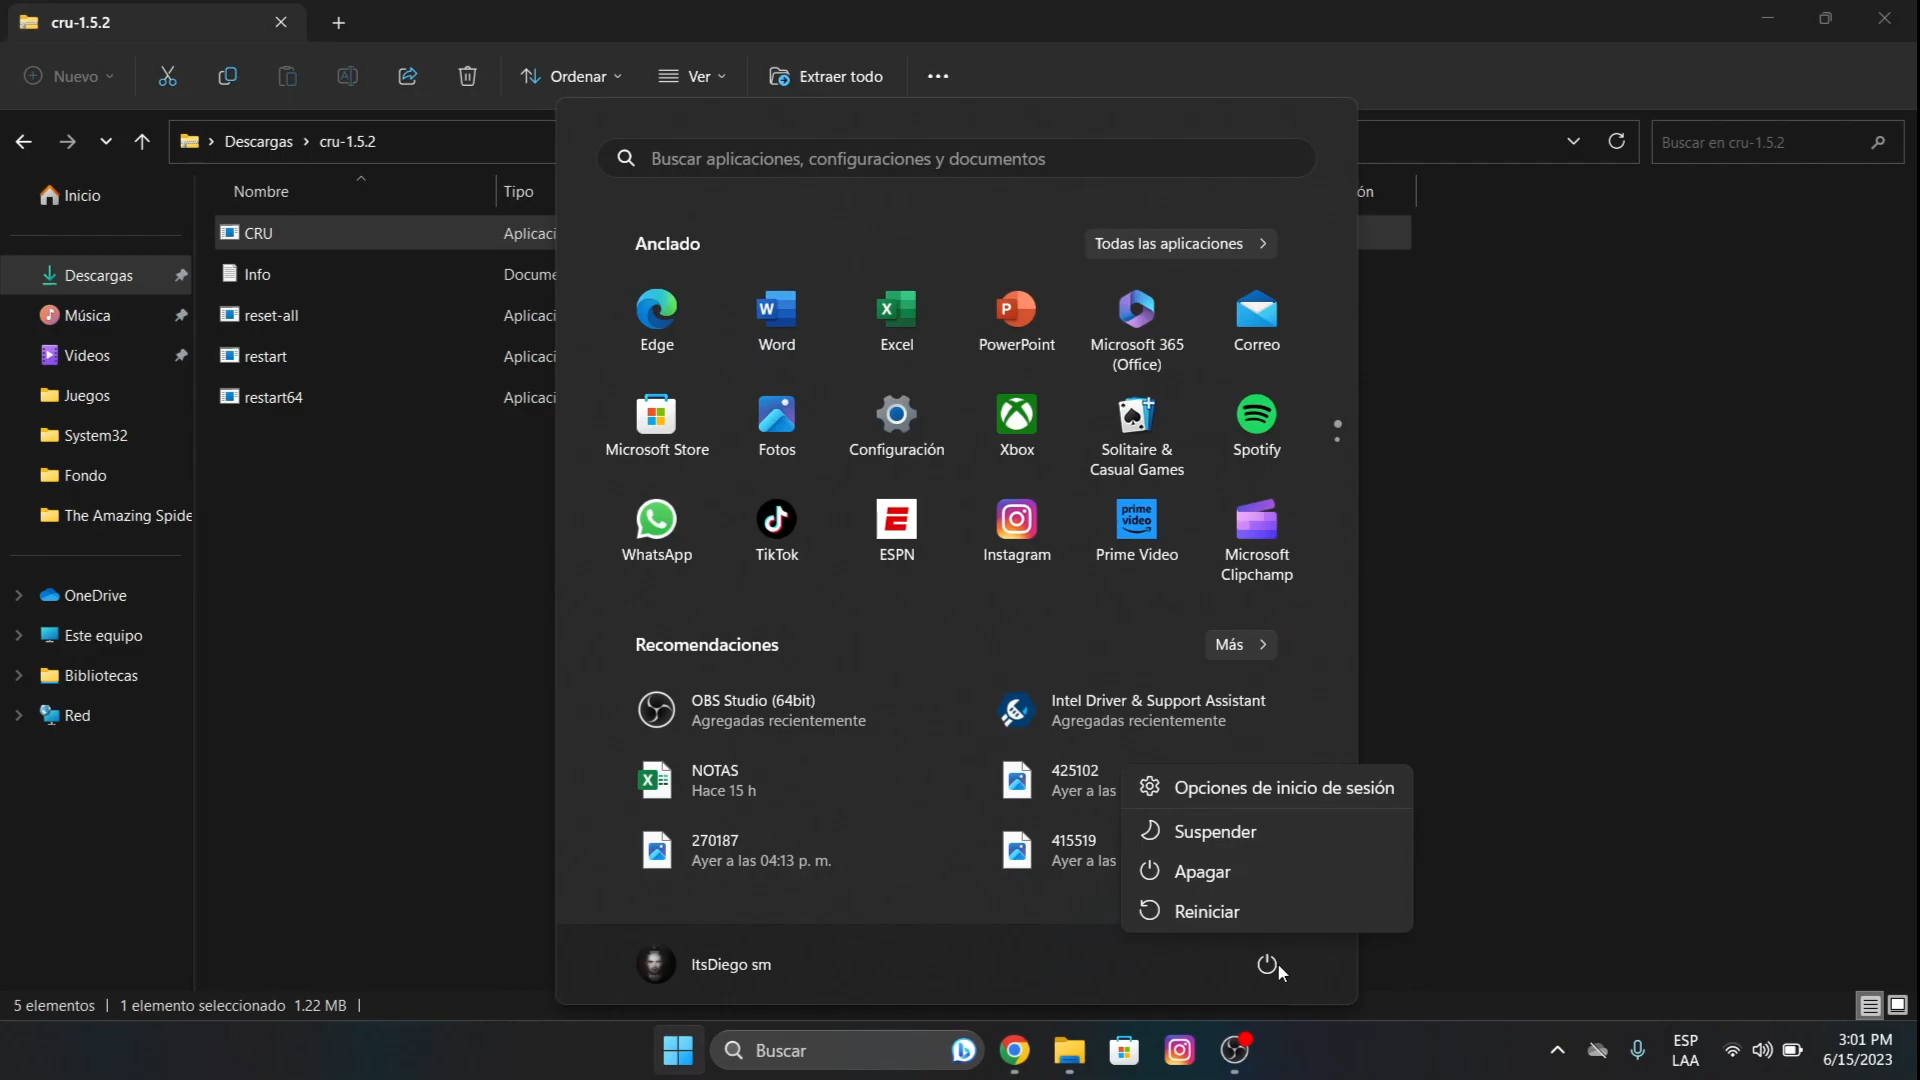 cru-1.5.2
Nuevo
Ordenar
Ver
Extraer todo
Descargas
cru-1.5.2
Buscar en cru-1.5.2
Inicio
Descargas
Música
Videos
Juegos
System32
Fondo
The Amazing Spide
OneDrive
Este equipo
Bibliotecas
Red
Nombre
Tipo
ón
CRU
Aplicaci
Info
Docume
reset-all
Aplicaci
restart
Aplicaci
restart64
Aplicaci
Buscar aplicaciones, configuraciones y documentos
Anclado
Todas las aplicaciones
Edge
Word
Excel
PowerPoint
Microsoft 365
(Office)
Correo
Microsoft Store
Fotos
Configuración
Xbox
Solitaire &
Casual Games
Spotify
WhatsApp
TikTok
ESPN
Instagram
prime
video
Prime Video
Microsoft
Clipchamp
Recomendaciones
Más
OBS Studio (64bit)
Agregadas recientemente
Intel Driver & Support Assistant
Agregadas recientemente
NOTAS
Hace 15 h
425102
Ayer a las
270187
Ayer a las 04:13 p. m.
415519
Ayer a las
Opciones de inicio de sesión
Suspender
Apagar
Reiniciar
ItsDiego sm
5 elementos
1 elemento seleccionado 1.22 MB
Buscar
ESP
LAA
3:01 PM
6/15/2023